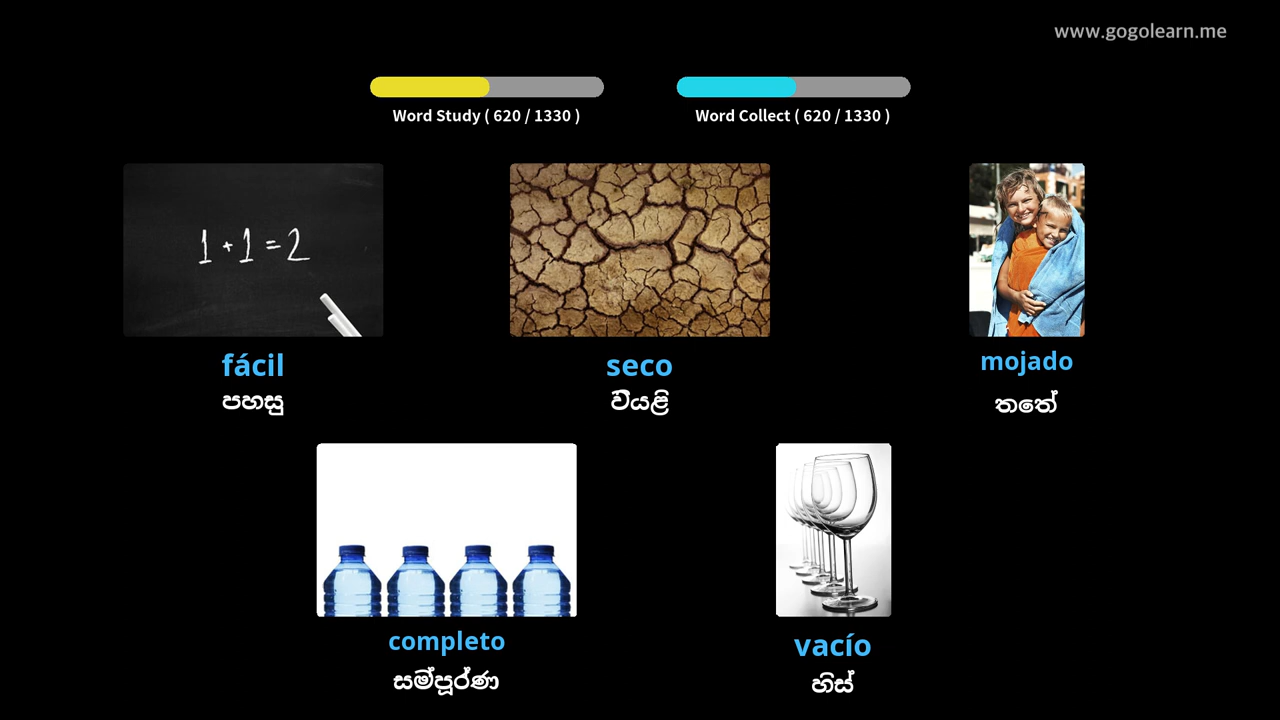 www.gogolearn.me
Word Study ( 620 / 1330 )
Word Collect ( 620 / 1330 )
1 + 1 = 2
fácil
පහසු
seco
වියළි
mojado
තෙත්
completo
සම්පූර්ණ
vacío
හිස්